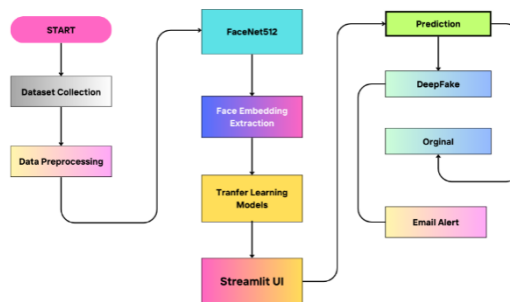 START
Dataset Collection
Data Preprocessing
FaceNet512
Face Embedding
Extraction
Tranfer Learning
Models
Streamlit UI
Prediction
DeepFake
Orginal
Email Alert